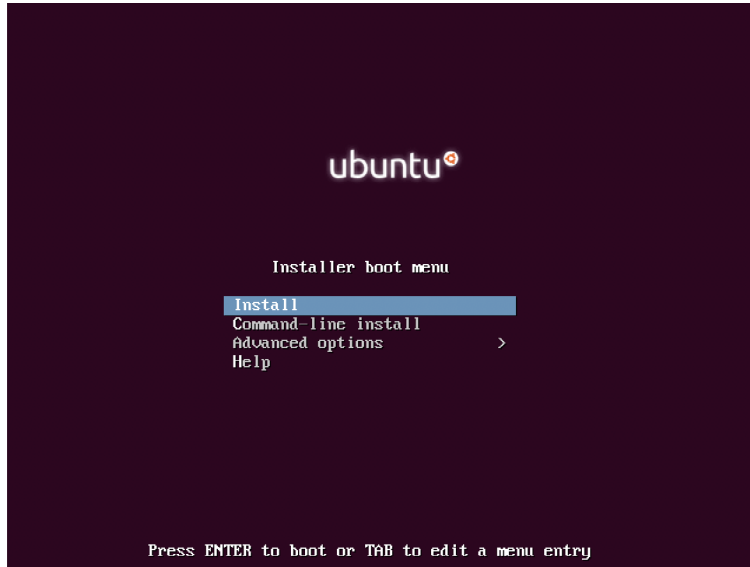 ubuntu
Installer boot menu
Install
Command-line install
Advanced options >
Help
Press ENTER to boot or TAB to edit a menu entry